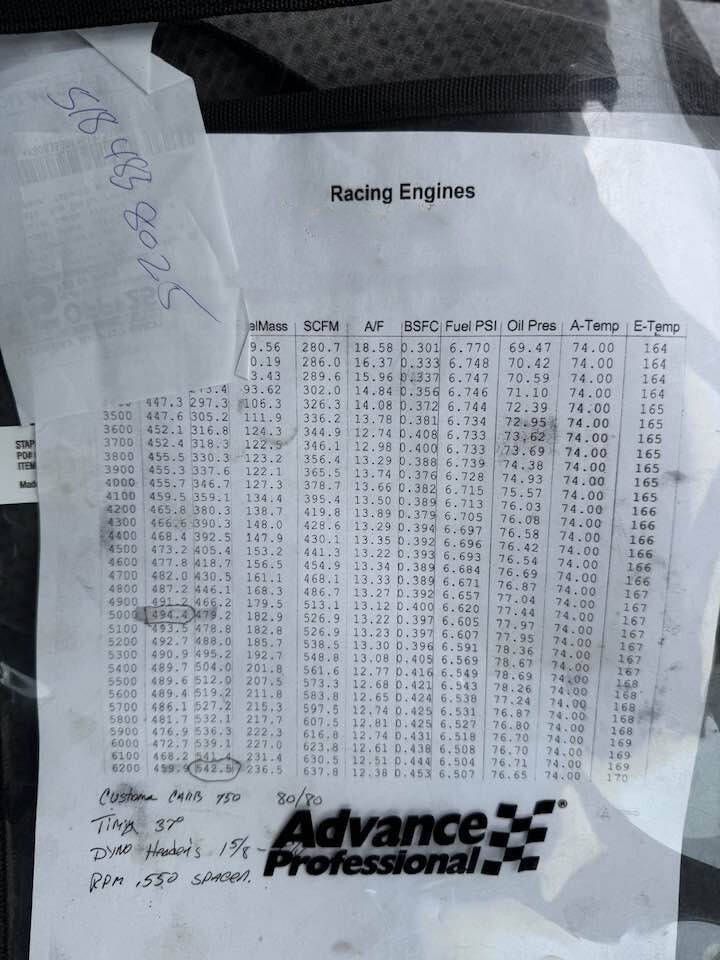 5208 38th 8/5
Racing Engines
elMass SCFM A/F BSFC Fuel PSI Oil Pres A-Temp E-Temp
9.56 280.7 18.58 0.301 6.770 69.47 74.00 164
0.19 286.0 16.37 0.333 6.748 70.42 74.00 164
3.43 289.6 15.96 0.337 6.747 70.59 74.00 164
93.62 302.0 14.84 0.356 6.746 71.10 74.00 164
447.3 297.3 106.3 326.3 14.08 0.372 6.744 72.39 74.00 165
3500 447.6 305.2 111.9 336.2 13.78 0.381 6.734 72.95 74.00 165
3600 452.1 316.8 124.3 344.9 12.74 0.408 6.733 73.62 74.00 165
3700 452.4 318.3 122.5 346.1 12.98 0.400 6.733 73.69 74.00 165
3800 455.5 330.3 123.2 356.4 13.29 0.388 6.739 74.38 74.00 165
3900 455.3 337.6 122.1 365.5 13.74 0.376 6.728 74.93 74.00 165
4000 455.7 346.7 127.3 378.7 13.66 0.382 6.715 75.57 74.00 165
4100 459.5 359.1 134.4 395.4 13.50 0.389 6.713 76.03 74.00 165
4200 465.8 380.3 138.7 419.8 13.89 0.379 6.705 76.08 74.00 166
4300 466.6 390.3 148.0 428.6 13.29 0.394 6.697 76.58 74.00 166
4400 468.4 392.5 147.9 430.1 13.35 0.392 6.696 76.42 74.00 166
4500 473.2 405.4 153.2 441.3 13.22 0.393 6.693 76.54 74.00 166
4600 477.8 418.7 156.5 454.9 13.34 0.389 6.684 76.69 74.00 166
4700 482.0 430.5 161.1 468.1 13.33 0.389 6.671 76.87 74.00 167
4800 487.2 446.1 168.3 486.7 13.27 0.392 6.657 77.04 74.00 167
4900 491.2 466.2 179.5 513.1 13.12 0.400 6.620 77.44 74.00 167
5000 494.4 479.2 182.9 526.9 13.22 0.397 6.605 77.97 74.00 167
5100 493.5 478.8 182.8 526.9 13.23 0.397 6.607 77.95 74.00 167
5200 492.7 488.0 185.7 538.5 13.30 0.396 6.591 78.36 74.00 167
5300 490.9 495.2 192.7 548.8 13.08 0.405 6.569 78.67 74.00 167
5400 489.7 504.0 201.8 561.6 12.77 0.416 6.549 78.69 74.00 167
5500 489.6 512.0 207.5 573.3 12.68 0.421 6.543 78.26 74.00 168
5600 489.4 519.2 211.8 583.8 12.65 0.424 6.538 77.24 74.00 168
5700 486.1 527.2 215.3 597.5 12.74 0.425 6.531 76.87 74.00 168
5800 481.7 532.1 217.7 607.5 12.81 0.425 6.527 76.80 74.00 168
5900 476.9 536.3 222.3 616.8 12.74 0.431 6.518 76.70 74.00 169
6000 472.7 539.1 227.0 623.8 12.61 0.438 6.508 76.70 74.00 169
6100 468.2 541.4 231.4 630.5 12.51 0.444 6.504 76.71 74.00 169
6200 459.9 542.5 236.5 637.8 12.38 0.453 6.507 76.65 74.00 170
Custome CARB 750 80/80
Timing 37°
DYNO Headers 1 5/8 -
RPM .550 SPACER.
Advance
Professional